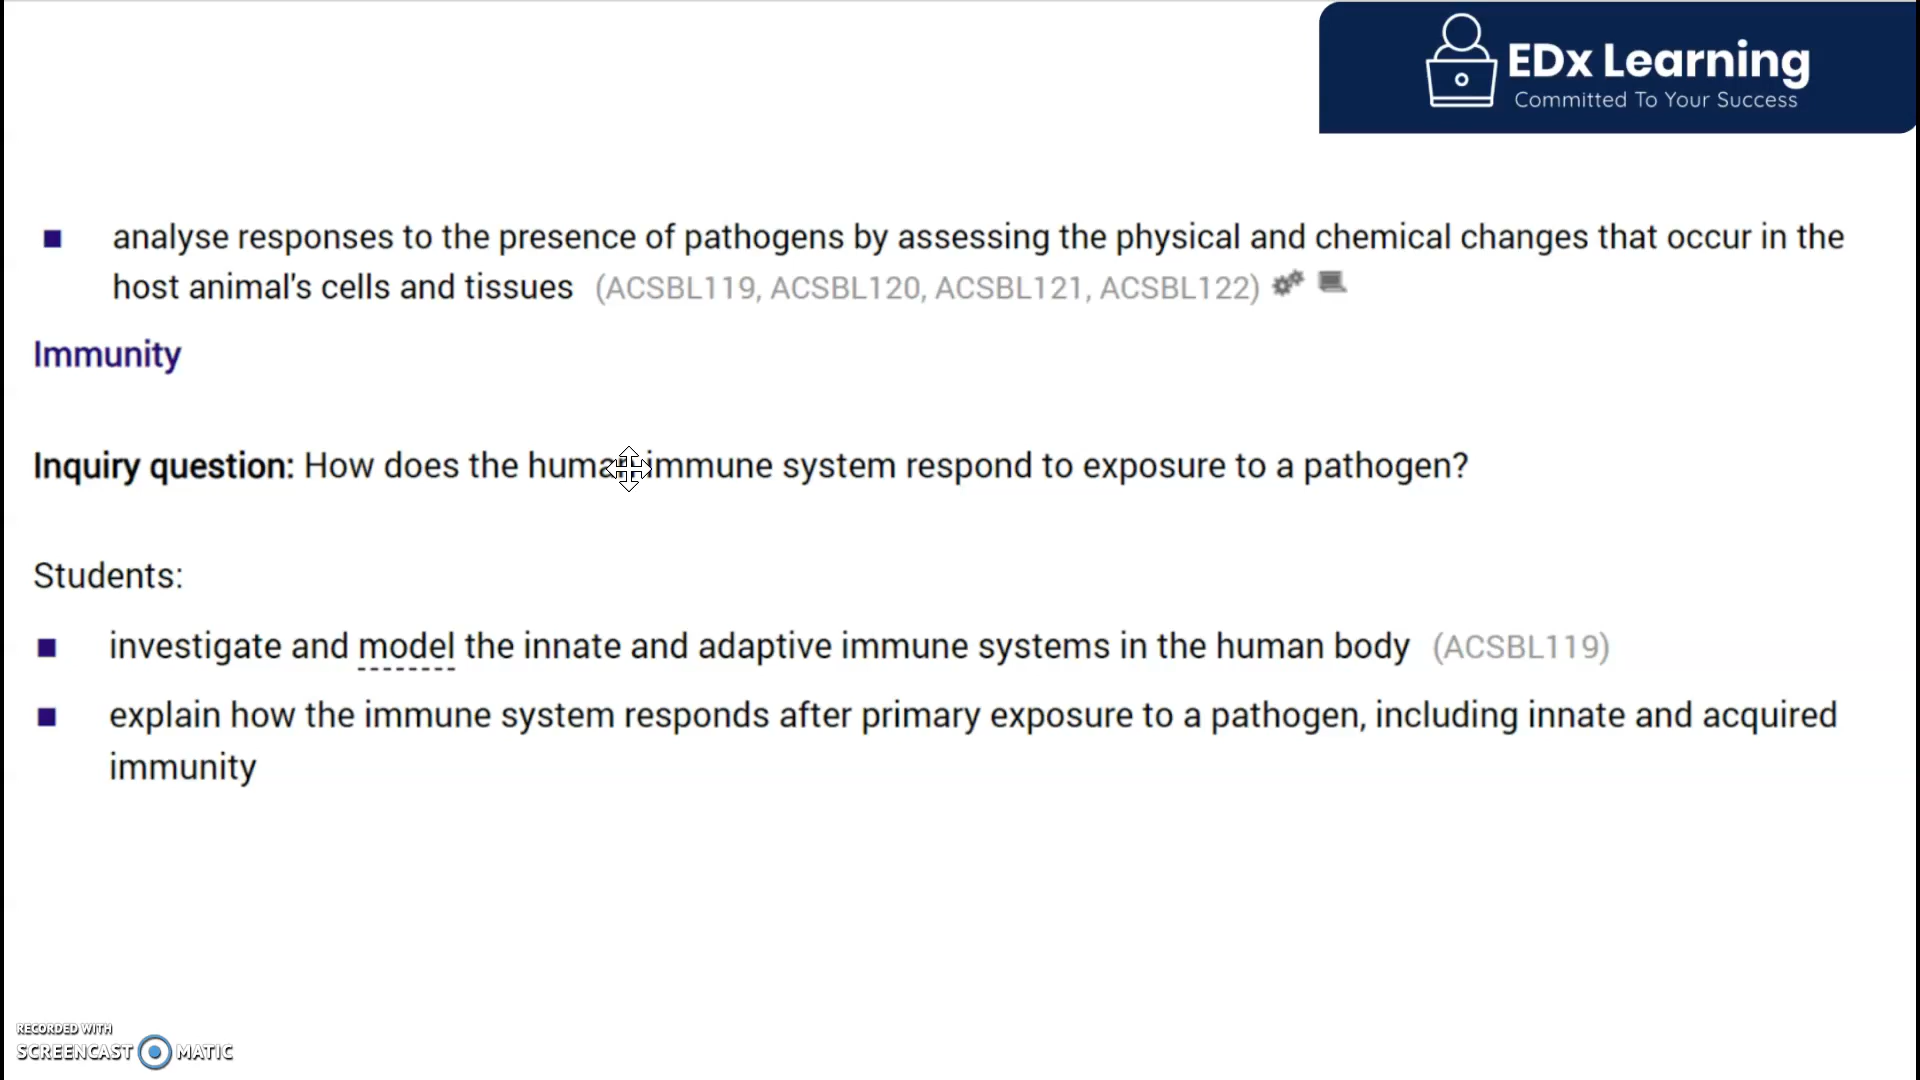 EDx Learning
Committed To Your Success
analyse responses to the presence of pathogens by assessing the physical and chemical changes that occur in the
host animal's cells and tissues (ACSBL119, ACSBL120, ACSBL121, ACSBL122)
Immunity
Inquiry question: How does the human immune system respond to exposure to a pathogen?
Students:
investigate and model the innate and adaptive immune systems in the human body (ACSBL119)
explain how the immune system responds after primary exposure to a pathogen, including innate and acquired
immunity
RECORDED WITH
SCREENCAST MATIC